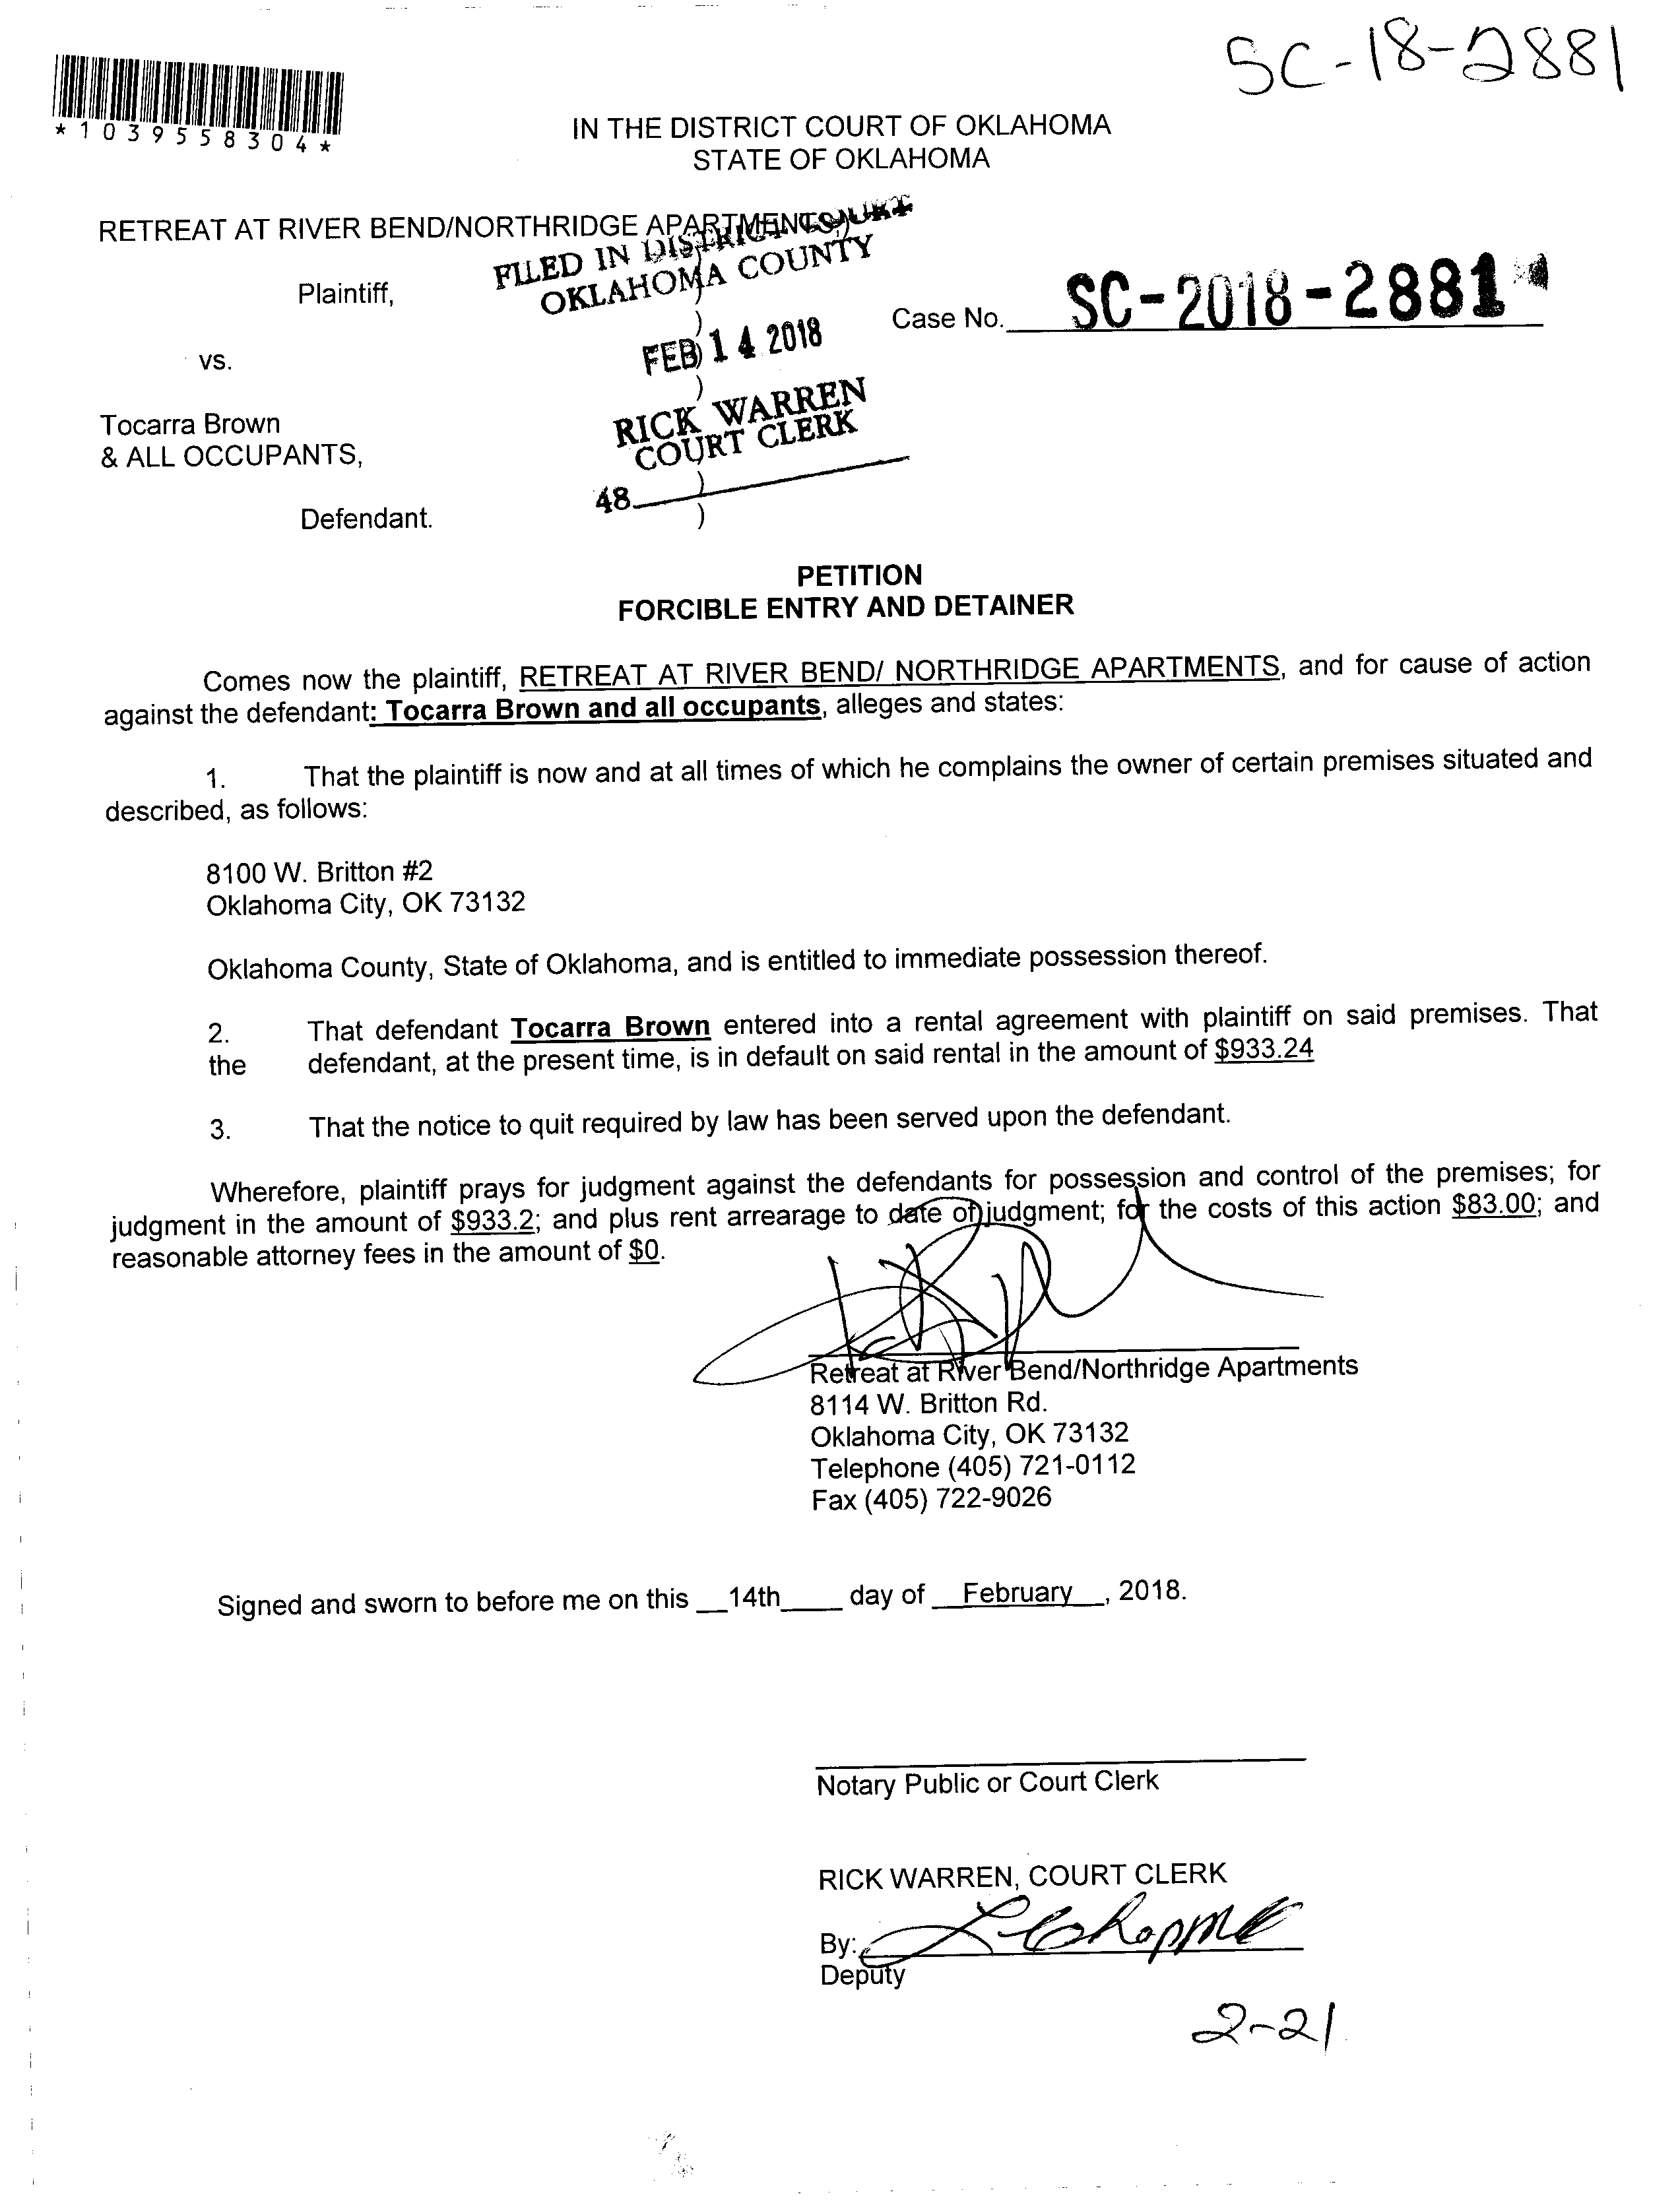 SC-18-2881
*1039558304*
IN THE DISTRICT COURT OF OKLAHOMA
STATE OF OKLAHOMA
RETREAT AT RIVER BEND/NORTHRIDGE APARTMENTS,
FILED IN DISTRICT COURT
OKLAHOMA COUNTY
Plaintiff,
)
Case No. SC-2018-2881
)
FEB 14 2018
)
vs.
)
RICK WARREN
COURT CLERK
Tocarra Brown
& ALL OCCUPANTS,
)
48
)
Defendant.
PETITION
FORCIBLE ENTRY AND DETAINER
Comes now the plaintiff, RETREAT AT RIVER BEND/ NORTHRIDGE APARTMENTS, and for cause of action
against the defendant: Tocarra Brown and all occupants, alleges and states:
1. That the plaintiff is now and at all times of which he complains the owner of certain premises situated and
described, as follows:
8100 W. Britton #2
Oklahoma City, OK 73132
Oklahoma County, State of Oklahoma, and is entitled to immediate possession thereof.
2. That defendant Tocarra Brown entered into a rental agreement with plaintiff on said premises. That
the defendant, at the present time, is in default on said rental in the amount of $933.24
3. That the notice to quit required by law has been served upon the defendant.
Wherefore, plaintiff prays for judgment against the defendants for possession and control of the premises; for
judgment in the amount of $933.2; and plus rent arrearage to date of judgment; for the costs of this action $83.00; and
reasonable attorney fees in the amount of $0.
Retreat at River Bend/Northridge Apartments
8114 W. Britton Rd.
Oklahoma City, OK 73132
Telephone (405) 721-0112
Fax (405) 722-9026
Signed and sworn to before me on this __14th____ day of __February__, 2018.
Notary Public or Court Clerk
RICK WARREN, COURT CLERK
By:
Deputy
2-21